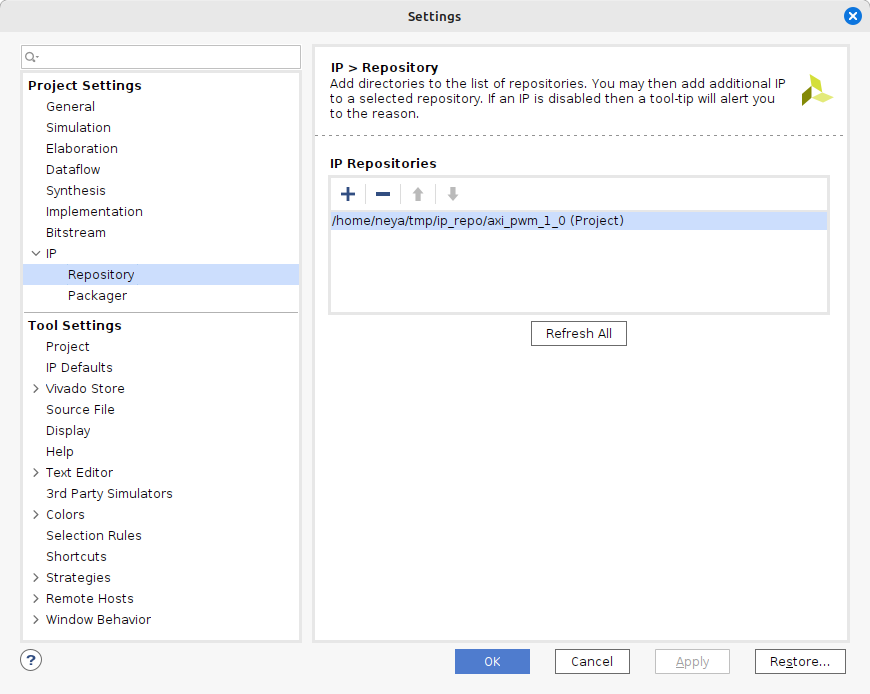 Settings
Project Settings
General
Simulation
Elaboration
Dataflow
Synthesis
Implementation
Bitstream
IP
Repository
Packager
Tool Settings
Project
IP Defaults
Vivado Store
Source File
Display
Help
Text Editor
3rd Party Simulators
Colors
Selection Rules
Shortcuts
Strategies
Remote Hosts
Window Behavior
IP > Repository
Add directories to the list of repositories. You may then add additional IP
to a selected repository. If an IP is disabled then a tool-tip will alert you
to the reason.
IP Repositories
/home/neya/tmp/ip_repo/axi_pwm_1_0 (Project)
Refresh All
?
OK
Cancel
Apply
Restore...